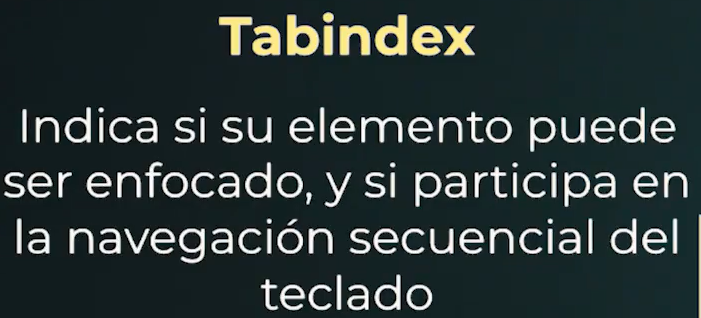 Tabindex
Indica si su elemento puede
ser enfocado, y si participa en
la navegación secuencial del
teclado